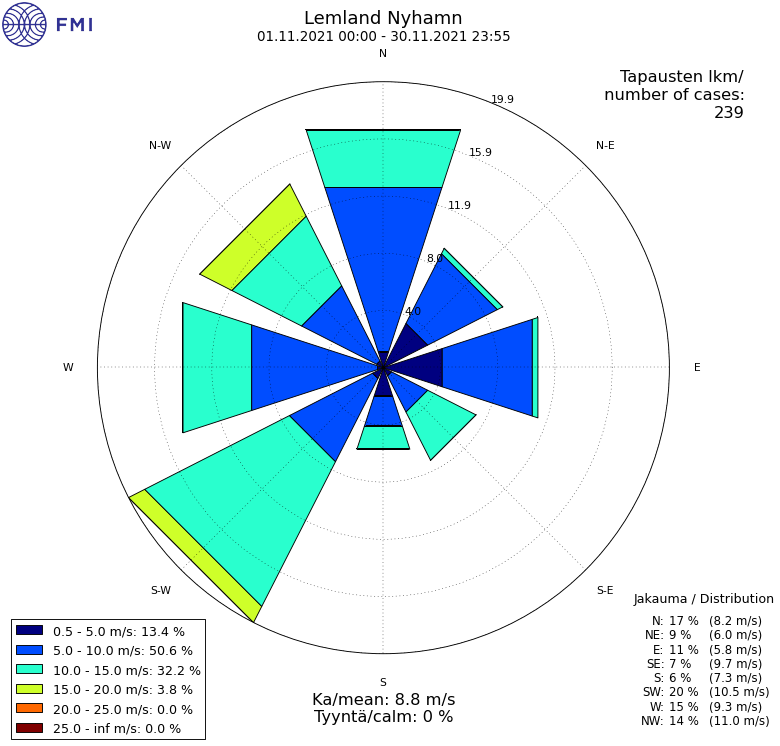 FMI
Lemland Nyhamn
01.11.2021 00:00 - 30.11.2021 23:55
N
Tapausten lkm/
number of cases:
239
19.9
15.9
11.9
8.0
4.0
N-W
N-E
W
E
S-W
S-E
S
0.5 - 5.0 m/s: 13.4 %
5.0 - 10.0 m/s: 50.6 %
10.0 - 15.0 m/s: 32.2 %
15.0 - 20.0 m/s: 3.8 %
20.0 - 25.0 m/s: 0.0 %
25.0 - inf m/s: 0.0 %
Ka/mean: 8.8 m/s
Tyyntä/calm: 0 %
Jakauma / Distribution
N: 17 % (8.2 m/s)
NE: 9 % (6.0 m/s)
E: 11 % (5.8 m/s)
SE: 7 % (9.7 m/s)
S: 6 % (7.3 m/s)
SW: 20 % (10.5 m/s)
W: 15 % (9.3 m/s)
NW: 14 % (11.0 m/s)